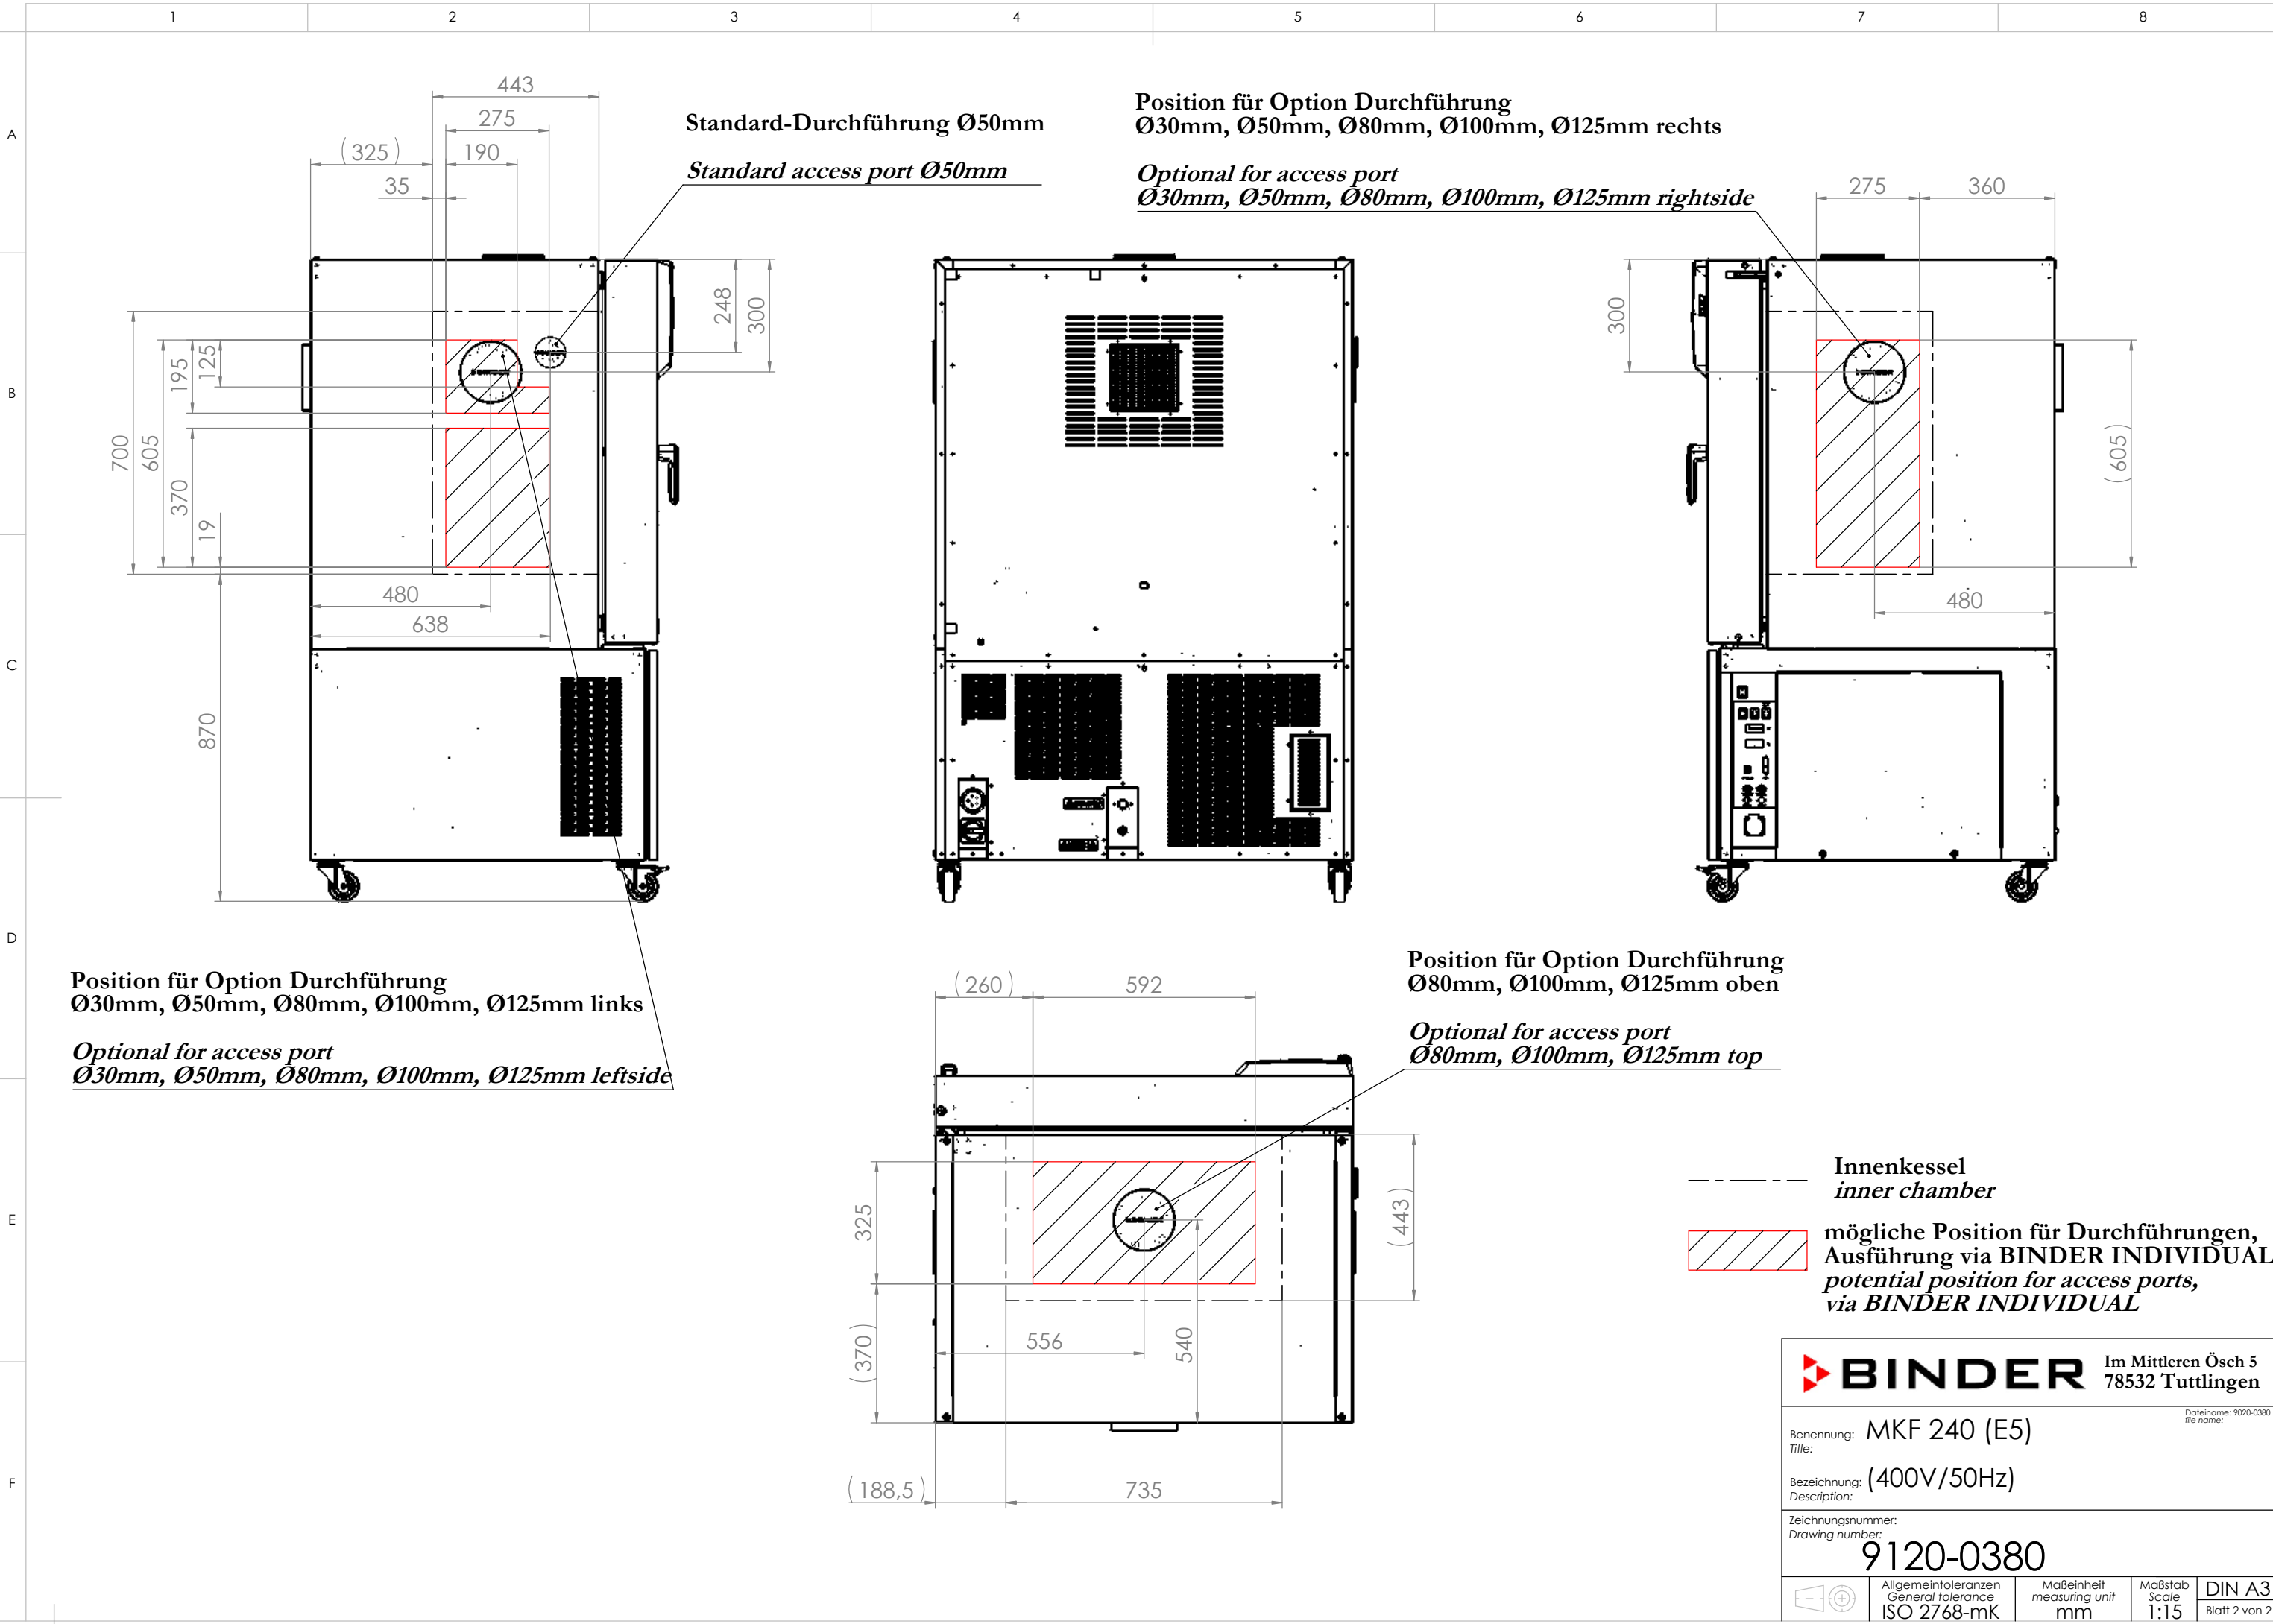 1 2 3 4 5 6 7 8
A
B
C
D
E
F
443
275
(325)
190
35
Standard-Durchführung Ø50mm
Standard access port Ø50mm
Position für Option Durchführung
Ø30mm, Ø50mm, Ø80mm, Ø100mm, Ø125mm rechts
Optional for access port
Ø30mm, Ø50mm, Ø80mm, Ø100mm, Ø125mm rightside
275
360
248
300
300
700
605
195
125
370
19
(605)
480
638
480
870
Position für Option Durchführung
Ø30mm, Ø50mm, Ø80mm, Ø100mm, Ø125mm links
Optional for access port
Ø30mm, Ø50mm, Ø80mm, Ø100mm, Ø125mm leftside
(260)
592
Position für Option Durchführung
Ø80mm, Ø100mm, Ø125mm oben
Optional for access port
Ø80mm, Ø100mm, Ø125mm top
325
(443)
(370)
556
540
(188,5)
735
Innenkessel
inner chamber
mögliche Position für Durchführungen,
Ausführung via BINDER INDIVIDUAL
potential position for access ports,
via BINDER INDIVIDUAL
BINDER
Im Mittleren Ösch 5
78532 Tuttlingen
Dateiname: 9020-0380
file name:
Benennung: MKF 240 (E5)
Title:
Bezeichnung: (400V/50Hz)
Description:
Zeichnungsnummer:
Drawing number:
9120-0380
Allgemeintoleranzen
General tolerance
ISO 2768-mK
Maßeinheit
measuring unit
mm
Maßstab
Scale
1:15
DIN A3
Blatt 2 von 2